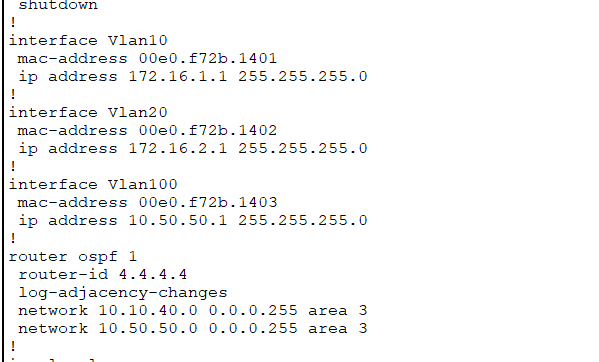 shutdown
!
interface Vlan10
mac-address 00e0.f72b.1401
ip address 172.16.1.1 255.255.255.0
!
interface Vlan20
mac-address 00e0.f72b.1402
ip address 172.16.2.1 255.255.255.0
!
interface Vlan100
mac-address 00e0.f72b.1403
ip address 10.50.50.1 255.255.255.0
!
router ospf 1
router-id 4.4.4.4
log-adjacency-changes
network 10.10.40.0 0.0.0.255 area 3
network 10.50.50.0 0.0.0.255 area 3
!